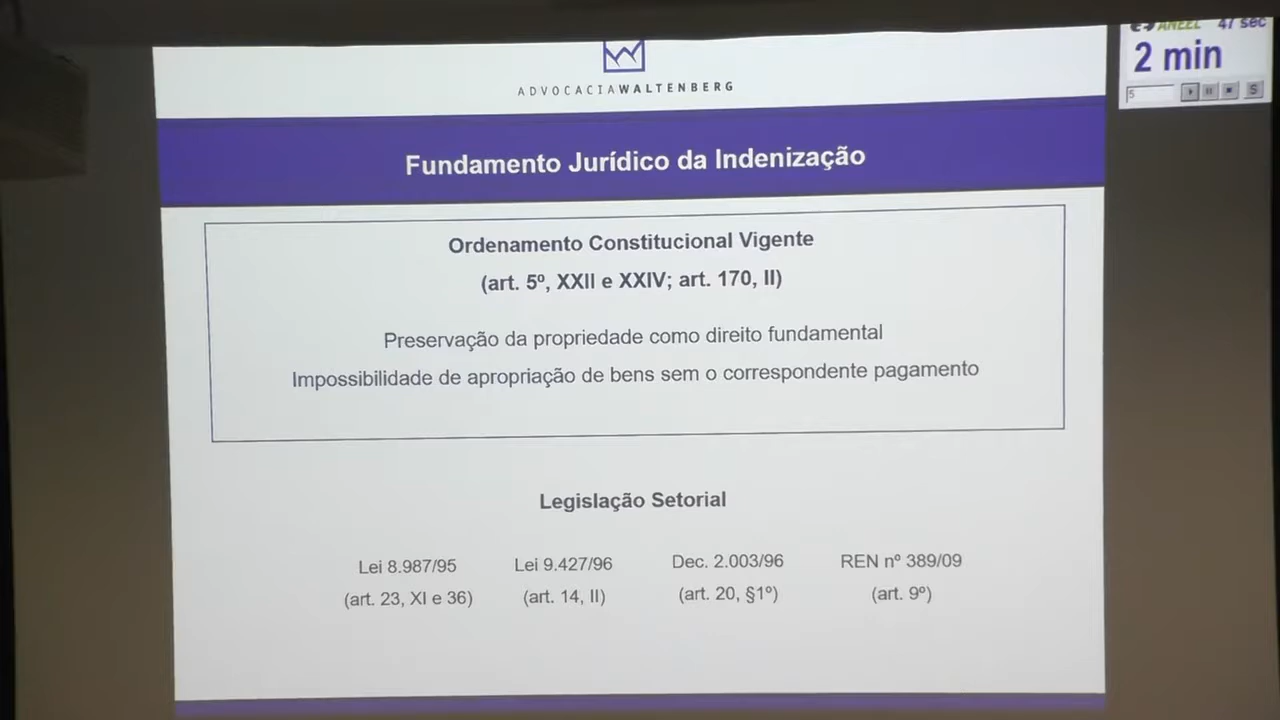 ADVOCACIAWALTENBERG
ANEEL 47 sec
2 min
5
S
Fundamento Jurídico da Indenização
Ordenamento Constitucional Vigente
(art. 5º, XXII e XXIV; art. 170, II)
Preservação da propriedade como direito fundamental
Impossibilidade de apropriação de bens sem o correspondente pagamento
Legislação Setorial
Lei 8.987/95 Lei 9.427/96 Dec. 2.003/96 REN nº 389/09
(art. 23, XI e 36) (art. 14, II) (art. 20, §1º) (art. 9º)